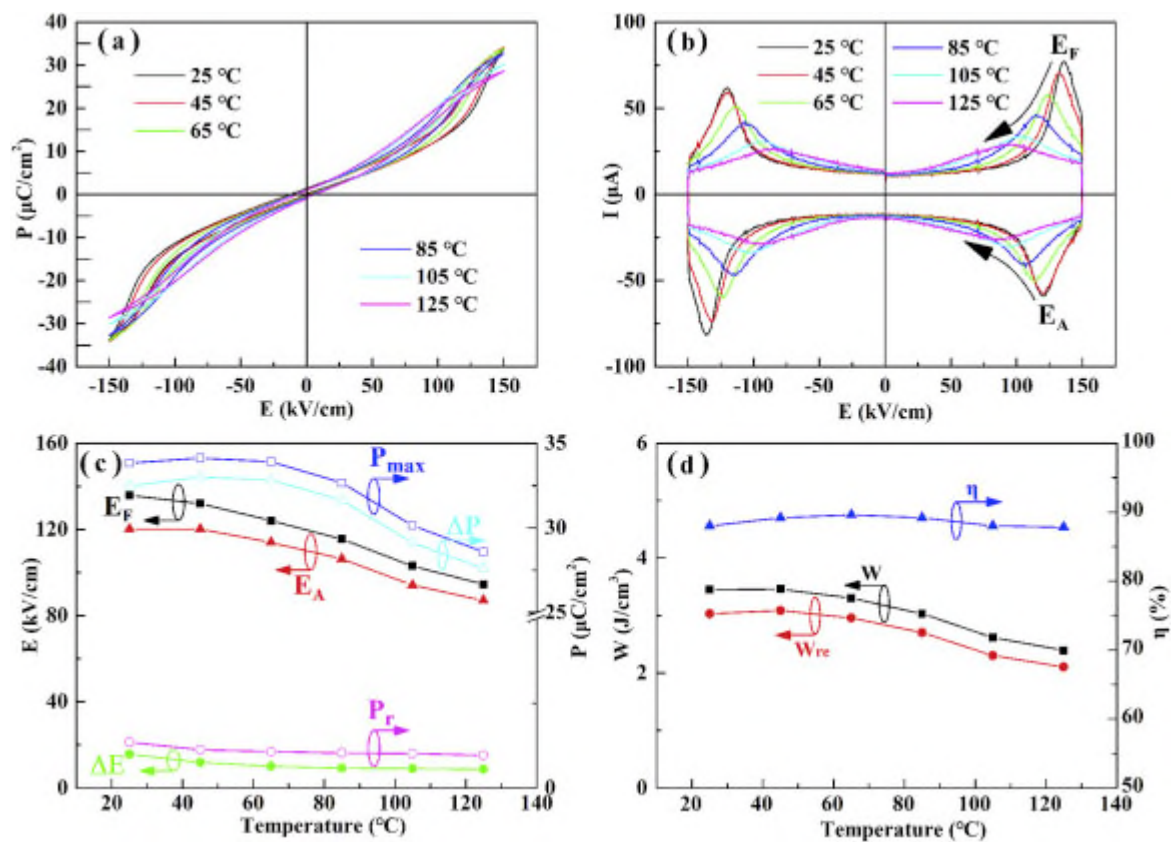 (a)
25 °C
45 °C
65 °C
85 °C
105 °C
125 °C
40
30
20
10
0
-10
-20
-30
-40
P (μC/cm²)
-150 -100 -50 0 50 100 150
E (kV/cm)
(b)
25 °C
45 °C
65 °C
85 °C
105 °C
125 °C
E_F
E_A
100
50
0
-50
-100
I (μA)
-150 -100 -50 0 50 100 150
E (kV/cm)
(c)
P_max
E_F
ΔP
E_A
P_r
ΔE
160
120
80
40
0
E (kV/cm)
35
30
25
0
P (μC/cm²)
20 40 60 80 100 120 140
Temperature (°C)
(d)
η
W
W_re
6
4
2
0
W (J/cm³)
100
90
80
70
60
50
η (%)
20 40 60 80 100 120 140
Temperature (°C)